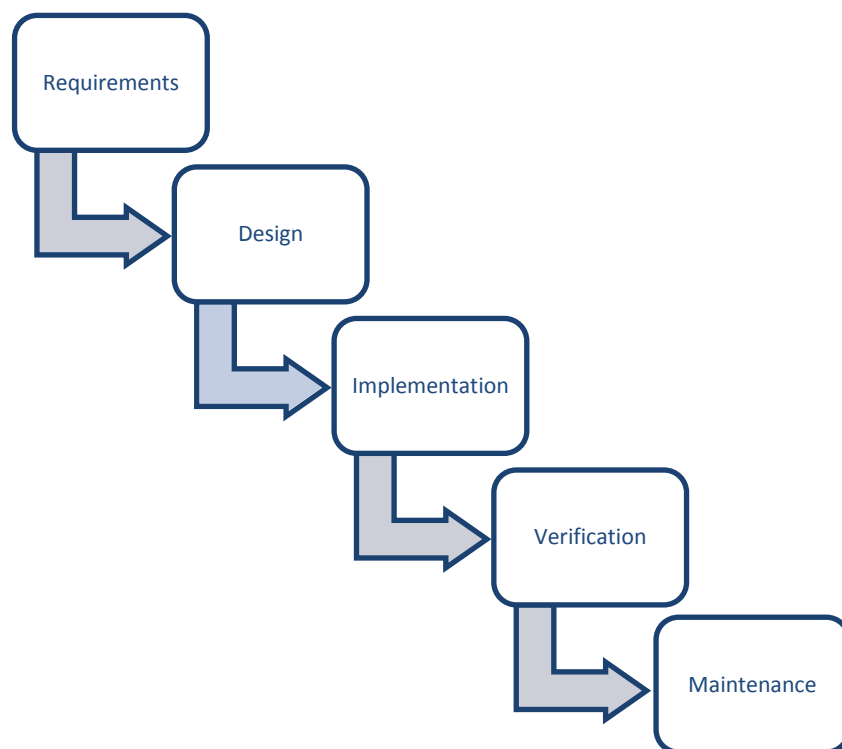 Requirements
Design
Implementation
Verification
Maintenance